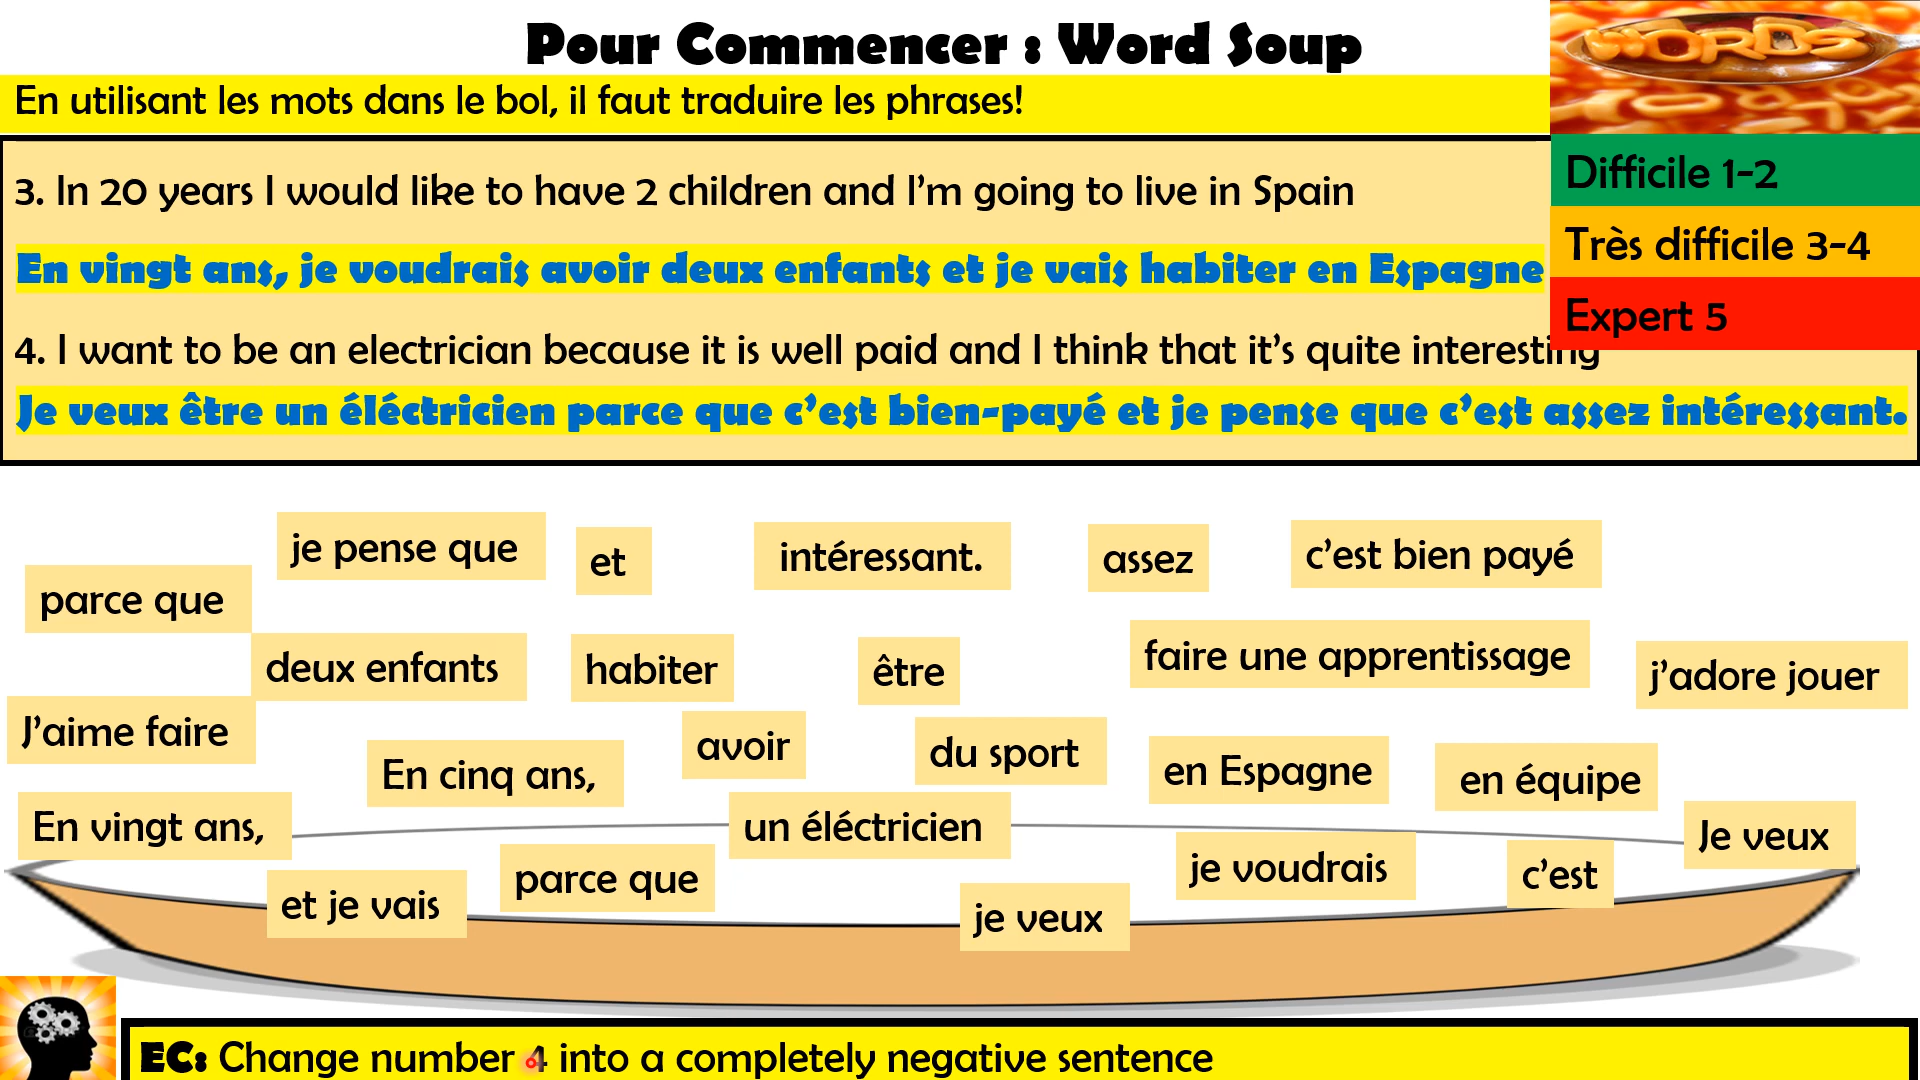 Pour Commencer : Word Soup
WORDS
En utilisant les mots dans le bol, il faut traduire les phrases!
Difficile 1-2
Très difficile 3-4
Expert 5
3. In 20 years I would like to have 2 children and I'm going to live in Spain
En vingt ans, je voudrais avoir deux enfants et je vais habiter en Espagne
4. I want to be an electrician because it is well paid and I think that it's quite interesting
Je veux être un éléctricien parce que c'est bien-payé et je pense que c'est assez intéressant.
je pense que
et
intéressant.
assez
c'est bien payé
parce que
deux enfants
habiter
être
faire une apprentissage
j'adore jouer
J'aime faire
En cinq ans,
avoir
du sport
en Espagne
en équipe
En vingt ans,
un éléctricien
Je veux
et je vais
parce que
je veux
je voudrais
c'est
EC: Change number 4 into a completely negative sentence